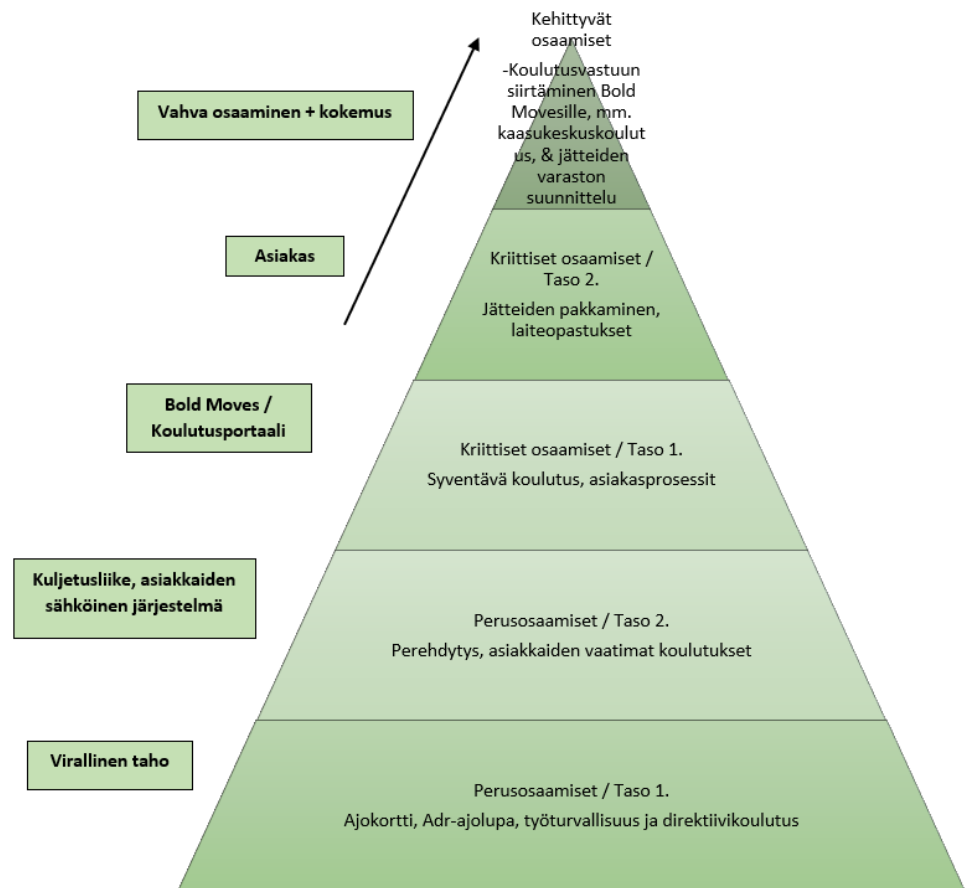 Kehittyvät
osaamiset
-Koulutusvastuun
siirtäminen Bold
Movesille, mm.
kaasukeskuskoulut
us, & jätteiden
varaston
suunnittelu
Vahva osaaminen + kokemus
Asiakas
Kriittiset osaamiset /
Taso 2.
Jätteiden pakkaaminen,
laiteopastukset
Bold Moves /
Koulutusportaali
Kriittiset osaamiset / Taso 1.
Syventävä koulutus, asiakasprosessit
Kuljetusliike, asiakkaiden
sähköinen järjestelmä
Perusosaamiset / Taso 2.
Perehdytys, asiakkaiden vaatimat koulutukset
Virallinen taho
Perusosaamiset / Taso 1.
Ajokortti, Adr-ajolupa, työturvallisuus ja direktiivikoulutus